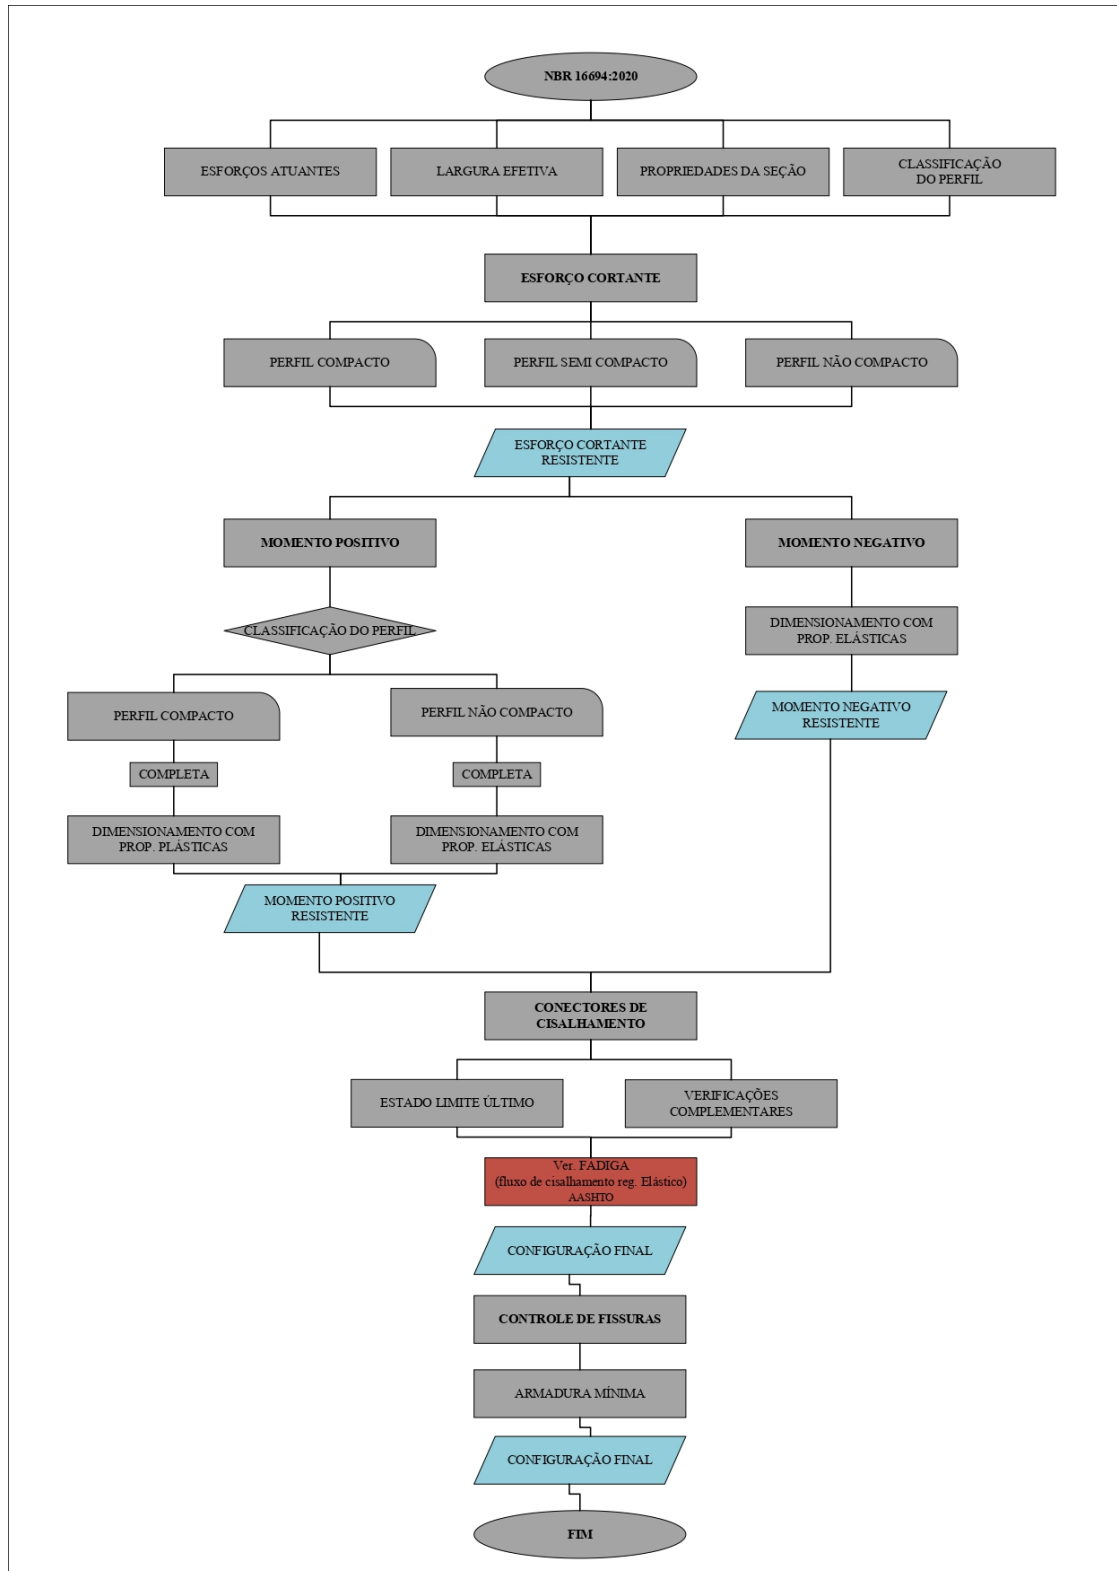 NBR 16694:2020
ESFORÇOS ATUANTES
LARGURA EFETIVA
PROPRIEDADES DA SEÇÃO
CLASSIFICAÇÃO
DO PERFIL
ESFORÇO CORTANTE
PERFIL COMPACTO
PERFIL SEMI COMPACTO
PERFIL NÃO COMPACTO
ESFORÇO CORTANTE
RESISTENTE
MOMENTO POSITIVO
MOMENTO NEGATIVO
CLASSIFICAÇÃO DO PERFIL
DIMENSIONAMENTO COM
PROP. ELÁSTICAS
PERFIL COMPACTO
PERFIL NÃO COMPACTO
MOMENTO NEGATIVO
RESISTENTE
COMPLETA
COMPLETA
DIMENSIONAMENTO COM
PROP. PLÁSTICAS
DIMENSIONAMENTO COM
PROP. ELÁSTICAS
MOMENTO POSITIVO
RESISTENTE
CONECTORES DE
CISALHAMENTO
ESTADO LIMITE ÚLTIMO
VERIFICAÇÕES
COMPLEMENTARES
Ver. FADIGA
(fluxo de cisalhamento reg. Elástico)
AASHTO
CONFIGURAÇÃO FINAL
CONTROLE DE FISSURAS
ARMADURA MÍNIMA
CONFIGURAÇÃO FINAL
FIM